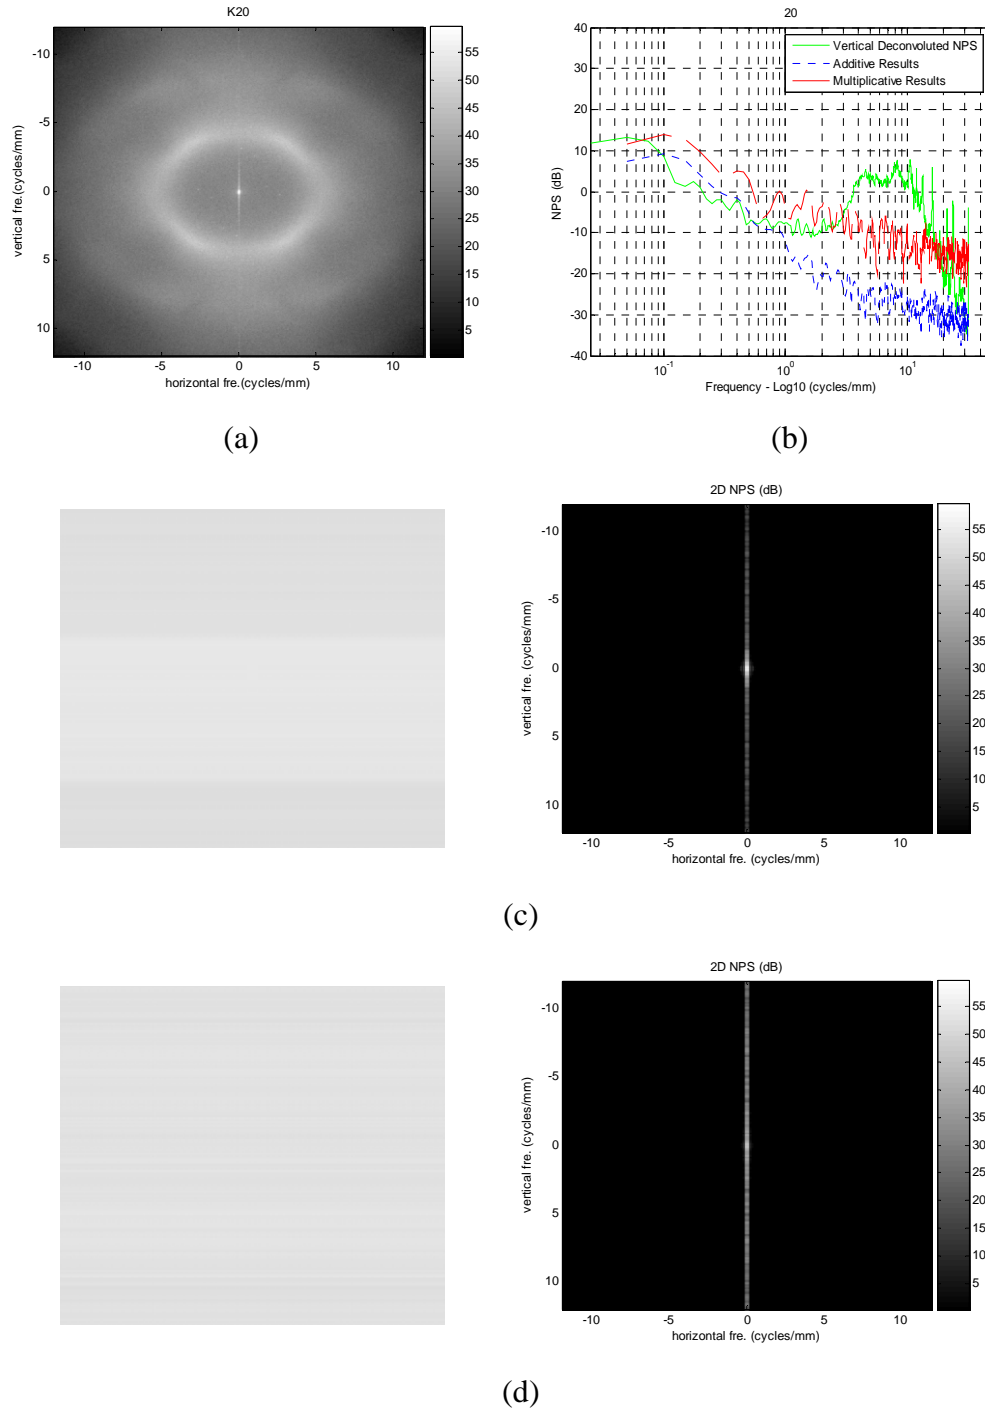 K20
-10
-5
0
5
10
-10 -5 0 5 10
vertical fre.(cycles/mm)
horizontal fre.(cycles/mm)
55
50
45
40
35
30
25
20
15
10
5
(a)
20
40
30
20
10
0
-10
-20
-30
-40
NPS (dB)
Vertical Deconvoluted NPS
Additive Results
Multiplicative Results
10-1 100 101
Frequency - Log10 (cycles/mm)
(b)
2D NPS (dB)
-10
-5
0
5
10
-10 -5 0 5 10
vertical fre. (cycles/mm)
horizontal fre. (cycles/mm)
55
50
45
40
35
30
25
20
15
10
5
(c)
2D NPS (dB)
-10
-5
0
5
10
-10 -5 0 5 10
vertical fre. (cycles/mm)
horizontal fre. (cycles/mm)
55
50
45
40
35
30
25
20
15
10
5
(d)